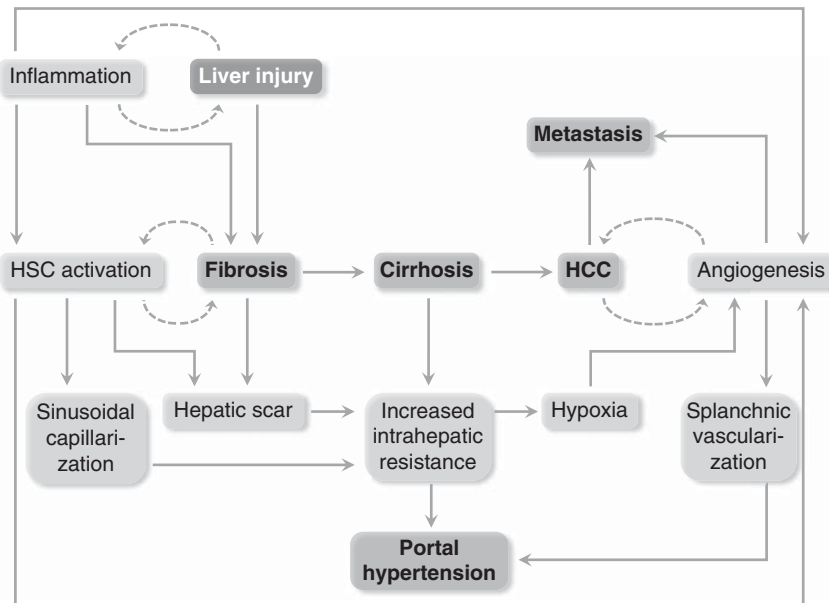 Inflammation
Liver injury
Metastasis
HSC activation
Fibrosis
Cirrhosis
HCC
Angiogenesis
Sinusoidal
capillari-
zation
Hepatic scar
Increased
intrahepatic
resistance
Hypoxia
Splanchnic
vasculari-
zation
Portal
hypertension